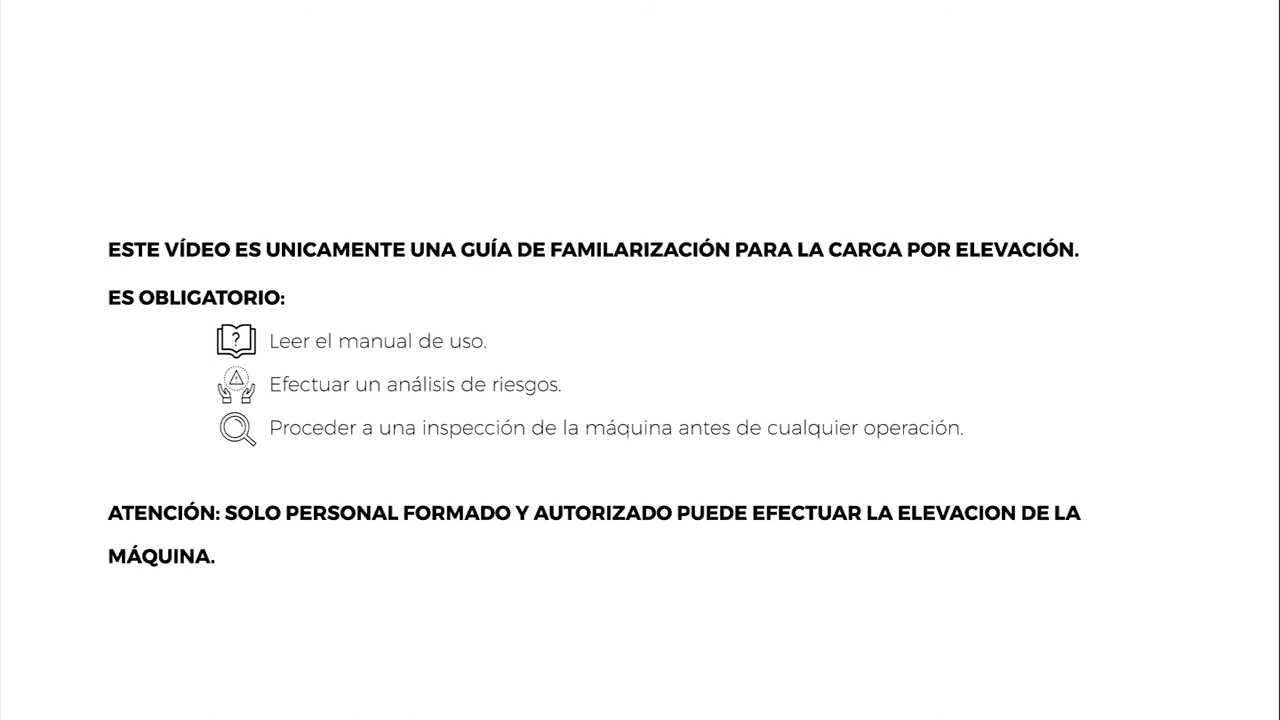 ESTE VÍDEO ES UNICAMENTE UNA GUÍA DE FAMILARIZACIÓN PARA LA CARGA POR ELEVACIÓN.
ES OBLIGATORIO:
Leer el manual de uso.
Efectuar un análisis de riesgos.
Proceder a una inspección de la máquina antes de cualquier operación.
ATENCIÓN: SOLO PERSONAL FORMADO Y AUTORIZADO PUEDE EFECTUAR LA ELEVACION DE LA
MÁQUINA.